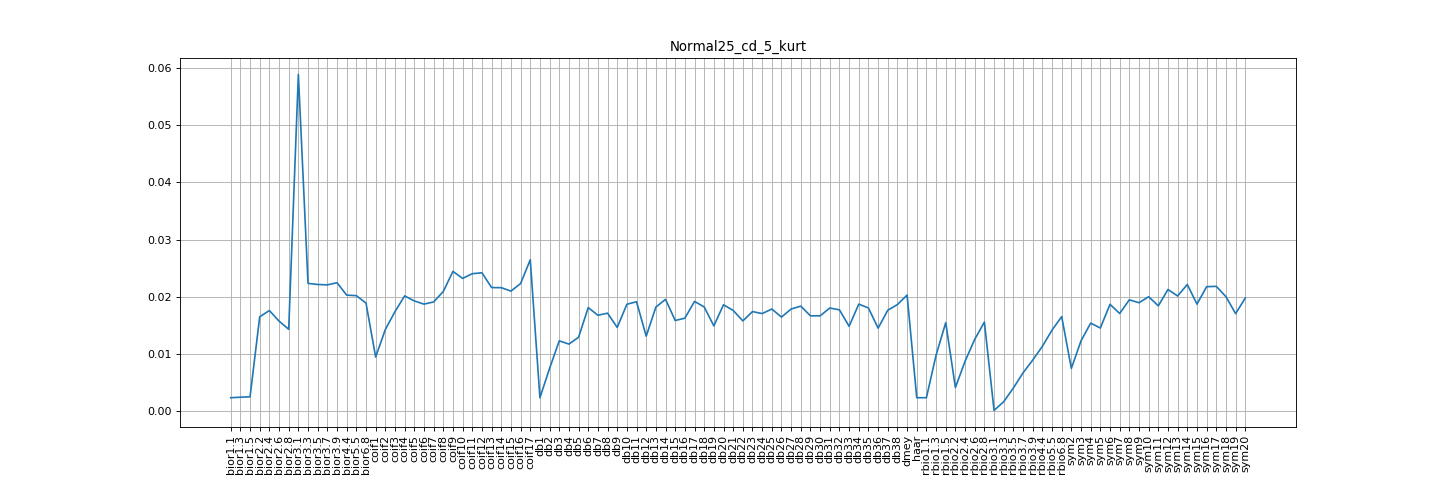 Normal25_cd_5_kurt
0.06
0.05
0.04
0.03
0.02
0.01
0.00
bior1.1
bior1.3
bior1.5
bior2.2
bior2.4
bior2.6
bior2.8
bior3.1
bior3.3
bior3.5
bior3.7
bior3.9
bior4.4
bior5.5
bior6.8
coif1
coif2
coif3
coif4
coif5
coif6
coif7
coif8
coif9
coif10
coif11
coif12
coif13
coif14
coif15
coif16
coif17
db1
db2
db3
db4
db5
db6
db7
db8
db9
db10
db11
db12
db13
db14
db15
db16
db17
db18
db19
db20
db21
db22
db23
db24
db25
db26
db27
db28
db29
db30
db31
db32
db33
db34
db35
db36
db37
db38
dmey
haar
rbio1.1
rbio1.3
rbio1.5
rbio2.2
rbio2.4
rbio2.6
rbio2.8
rbio3.1
rbio3.3
rbio3.5
rbio3.7
rbio3.9
rbio4.4
rbio5.5
rbio6.8
sym2
sym3
sym4
sym5
sym6
sym7
sym8
sym9
sym10
sym11
sym12
sym13
sym14
sym15
sym16
sym17
sym18
sym19
sym20